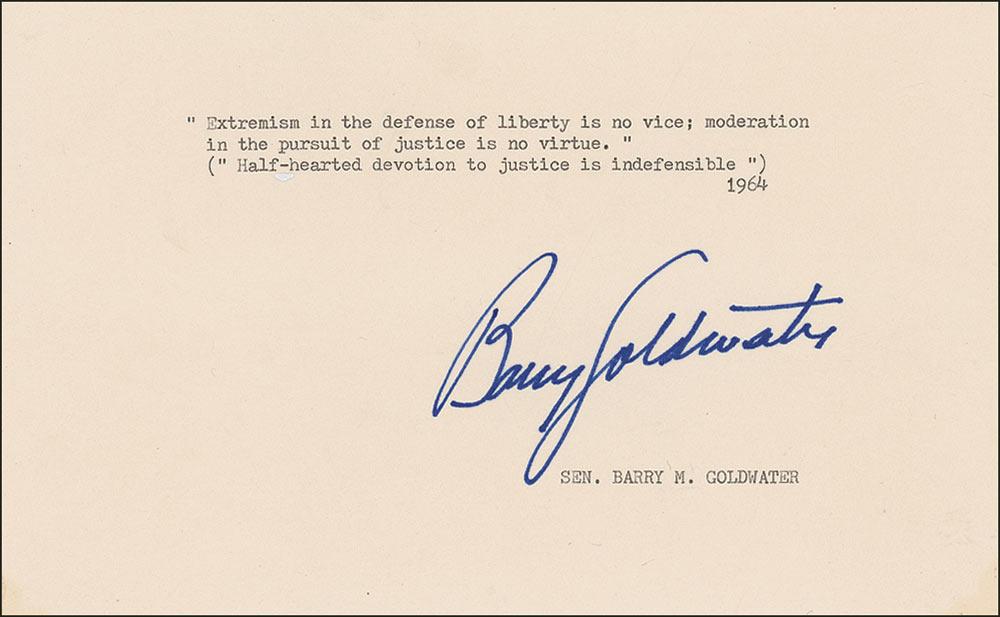 " Extremism in the defense of liberty is no vice; moderation
in the pursuit of justice is no virtue. "
(" Half-hearted devotion to justice is indefensible ")
1964
Barry Goldwater
SEN. BARRY M. GOLDWATER